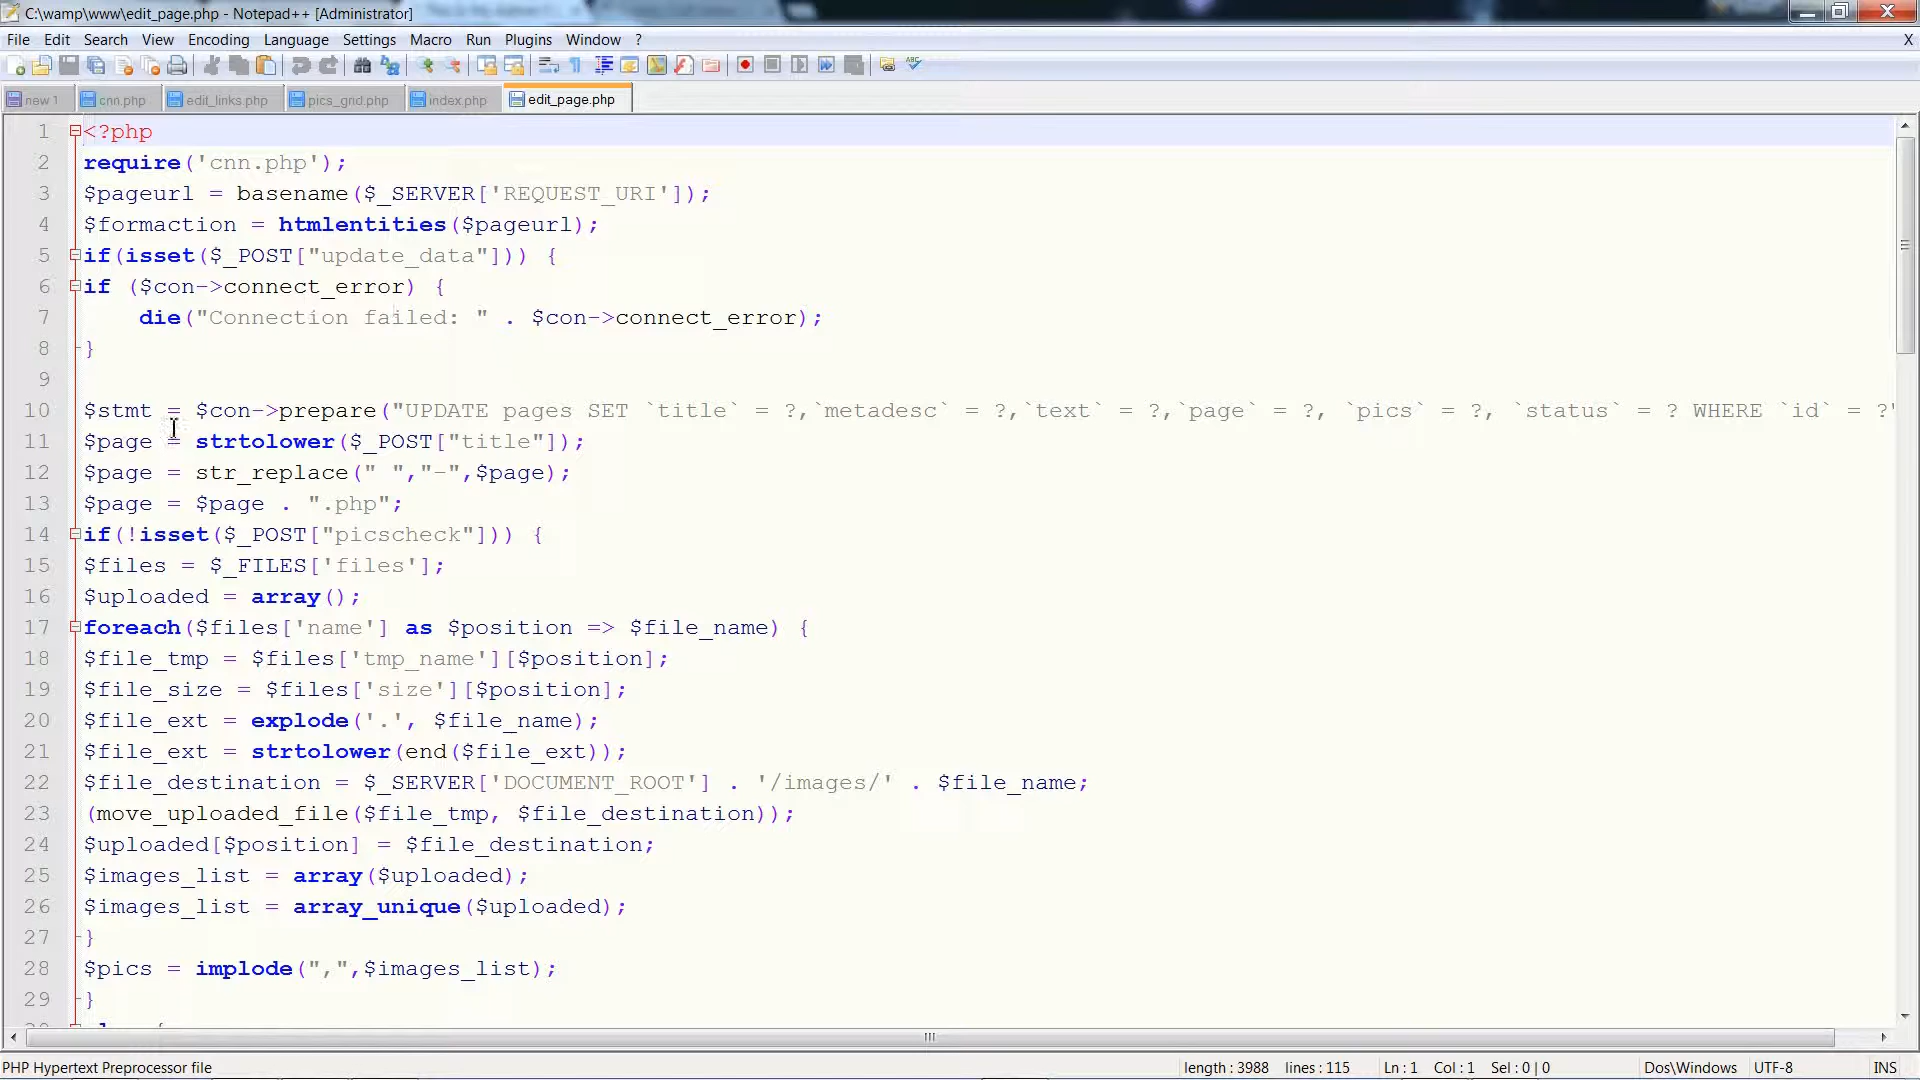 C:\wamp\www\edit_page.php - Notepad++ [Administrator]
File Edit Search View Encoding Language Settings Macro Run Plugins Window ? X
new 1 cnn.php edit_links.php pics_grid.php index.php edit_page.php
1 <?php
2 require('cnn.php');
3 $pageurl = basename($_SERVER['REQUEST_URI']);
4 $formaction = htmlentities($pageurl);
5 if(isset($_POST["update_data"])) {
6 if ($con->connect_error) {
7 die("Connection failed: " . $con->connect_error);
8 }
9
10 $stmt = $con->prepare("UPDATE pages SET `title` = ?,`metadesc` = ?,`text` = ?,`page` = ?, `pics` = ?, `status` = ? WHERE `id` = ?"
11 $page = strtolower($_POST["title"]);
12 $page = str_replace(" ","-",$page);
13 $page = $page . ".php";
14 if(!isset($_POST["picscheck"])) {
15 $files = $_FILES['files'];
16 $uploaded = array();
17 foreach($files['name'] as $position => $file_name) {
18 $file_tmp = $files['tmp_name'][$position];
19 $file_size = $files['size'][$position];
20 $file_ext = explode('.', $file_name);
21 $file_ext = strtolower(end($file_ext));
22 $file_destination = $_SERVER['DOCUMENT_ROOT'] . '/images/' . $file_name;
23 (move_uploaded_file($file_tmp, $file_destination));
24 $uploaded[$position] = $file_destination;
25 $images_list = array($uploaded);
26 $images_list = array_unique($uploaded);
27 }
28 $pics = implode(",",$images_list);
29 }
PHP Hypertext Preprocessor file length : 3988 lines : 115 Ln : 1 Col : 1 Sel : 0 | 0 Dos\Windows UTF-8 INS